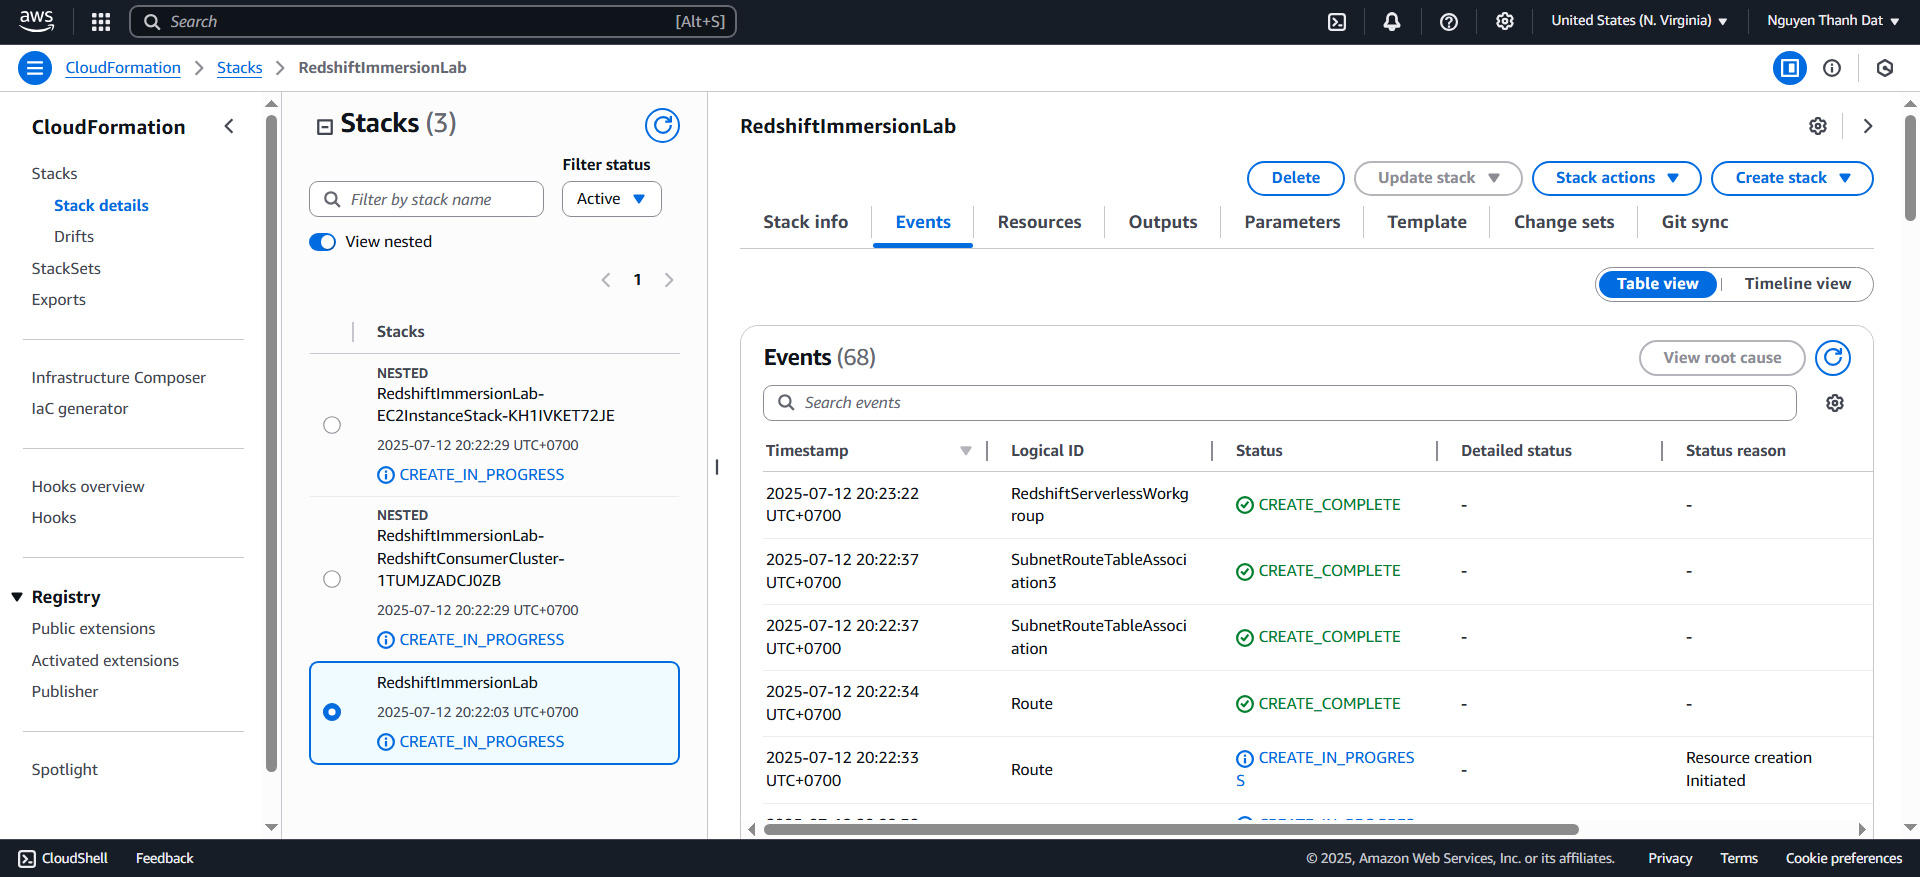 aws
Search
[Alt+S]
United States (N. Virginia)
Nguyen Thanh Dat
CloudFormation
Stacks
RedshiftImmersionLab
CloudFormation
Stacks
Stack details
Drifts
StackSets
Exports
Infrastructure Composer
IaC generator
Hooks overview
Hooks
Registry
Public extensions
Activated extensions
Publisher
Spotlight
Stacks (3)
Filter status
Filter by stack name
Active
View nested
1
Stacks
NESTED
RedshiftImmersionLab-
EC2InstanceStack-KH1IVKET72JE
2025-07-12 20:22:29 UTC+0700
CREATE_IN_PROGRESS
NESTED
RedshiftImmersionLab-
RedshiftConsumerCluster-
1TUMJZADCJ0ZB
2025-07-12 20:22:29 UTC+0700
CREATE_IN_PROGRESS
RedshiftImmersionLab
2025-07-12 20:22:03 UTC+0700
CREATE_IN_PROGRESS
RedshiftImmersionLab
Delete
Update stack
Stack actions
Create stack
Stack info
Events
Resources
Outputs
Parameters
Template
Change sets
Git sync
Table view
Timeline view
Events (68)
View root cause
Search events
Timestamp
Logical ID
Status
Detailed status
Status reason
2025-07-12 20:23:22
UTC+0700
RedshiftServerlessWorkg
roup
CREATE_COMPLETE
-
-
2025-07-12 20:22:37
UTC+0700
SubnetRouteTableAssoci
ation3
CREATE_COMPLETE
-
-
2025-07-12 20:22:37
UTC+0700
SubnetRouteTableAssoci
ation
CREATE_COMPLETE
-
-
2025-07-12 20:22:34
UTC+0700
Route
CREATE_COMPLETE
-
-
2025-07-12 20:22:33
UTC+0700
Route
CREATE_IN_PROGRES
S
-
Resource creation
Initiated
CloudShell
Feedback
© 2025, Amazon Web Services, Inc. or its affiliates.
Privacy
Terms
Cookie preferences